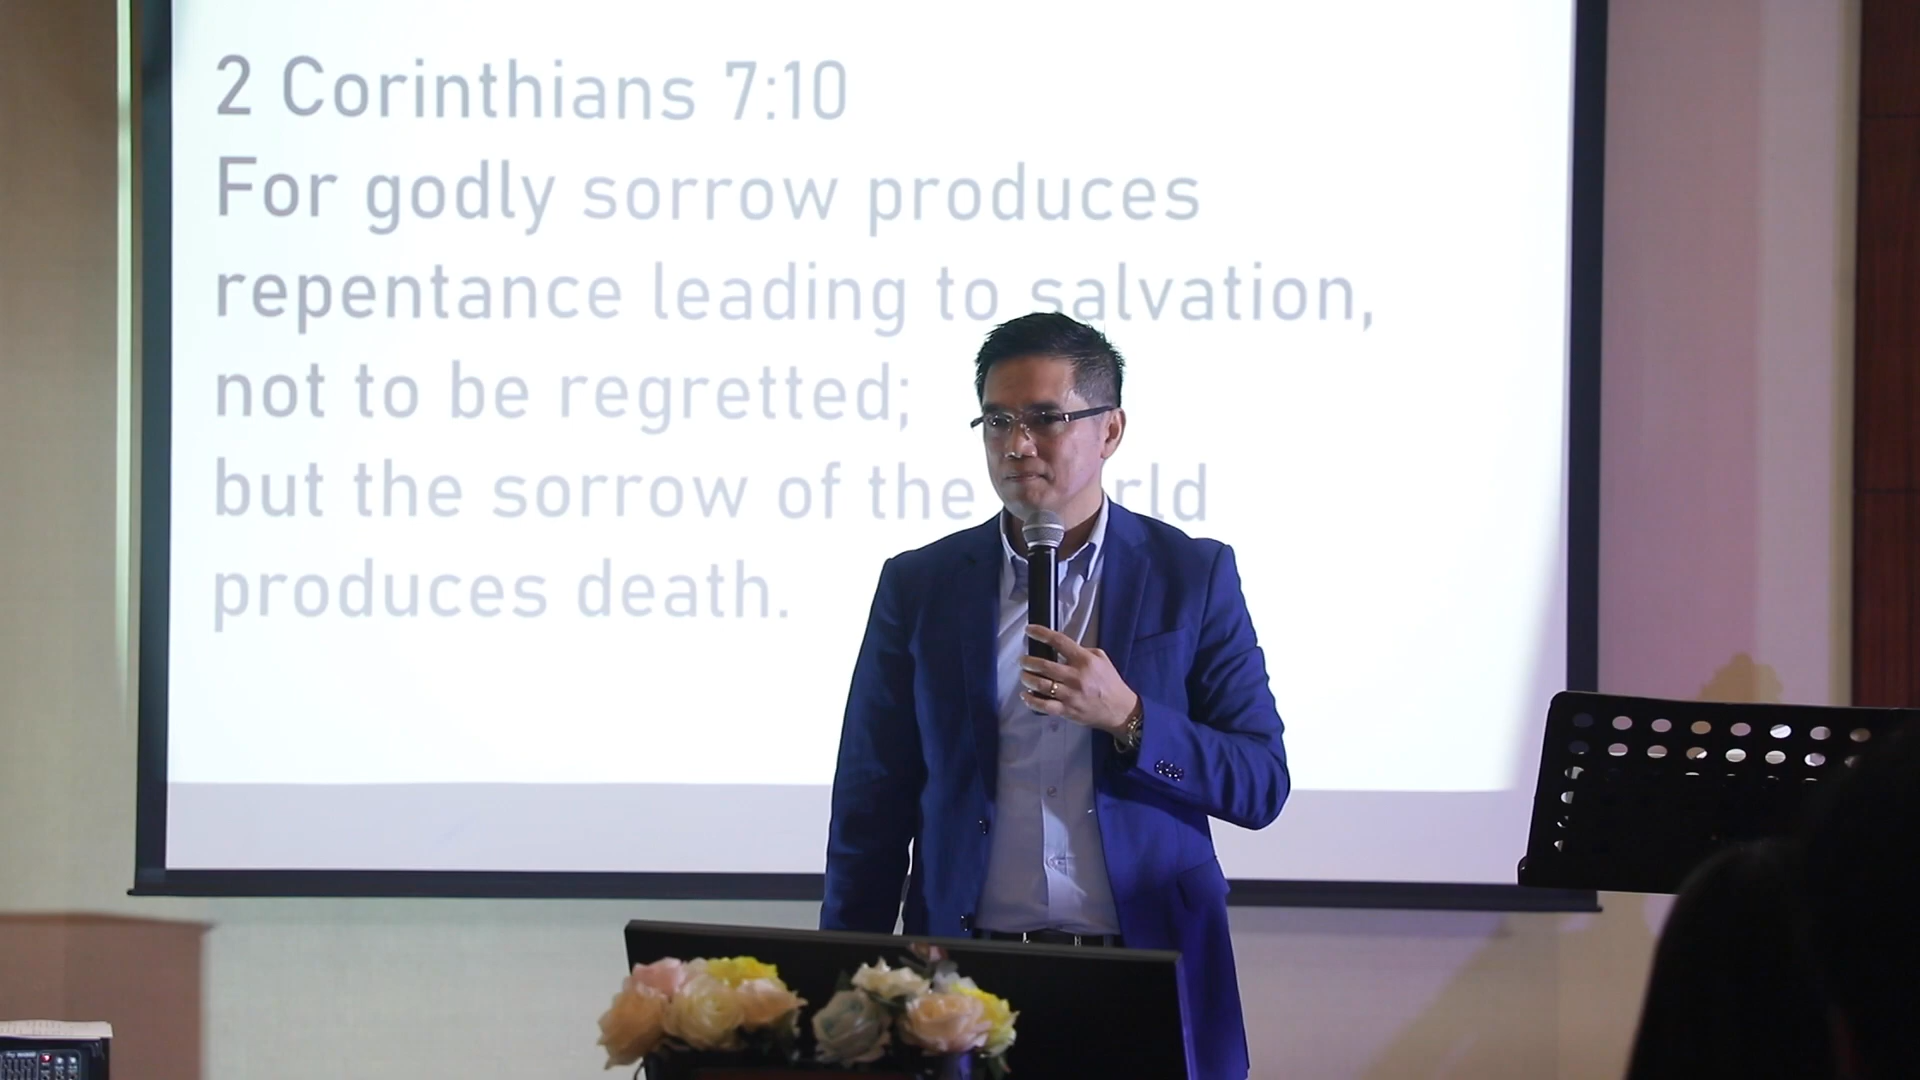 2 Corinthians 7:10
For godly sorrow produces
repentance leading to salvation,
not to be regretted;
but the sorrow of the rld
produces death.